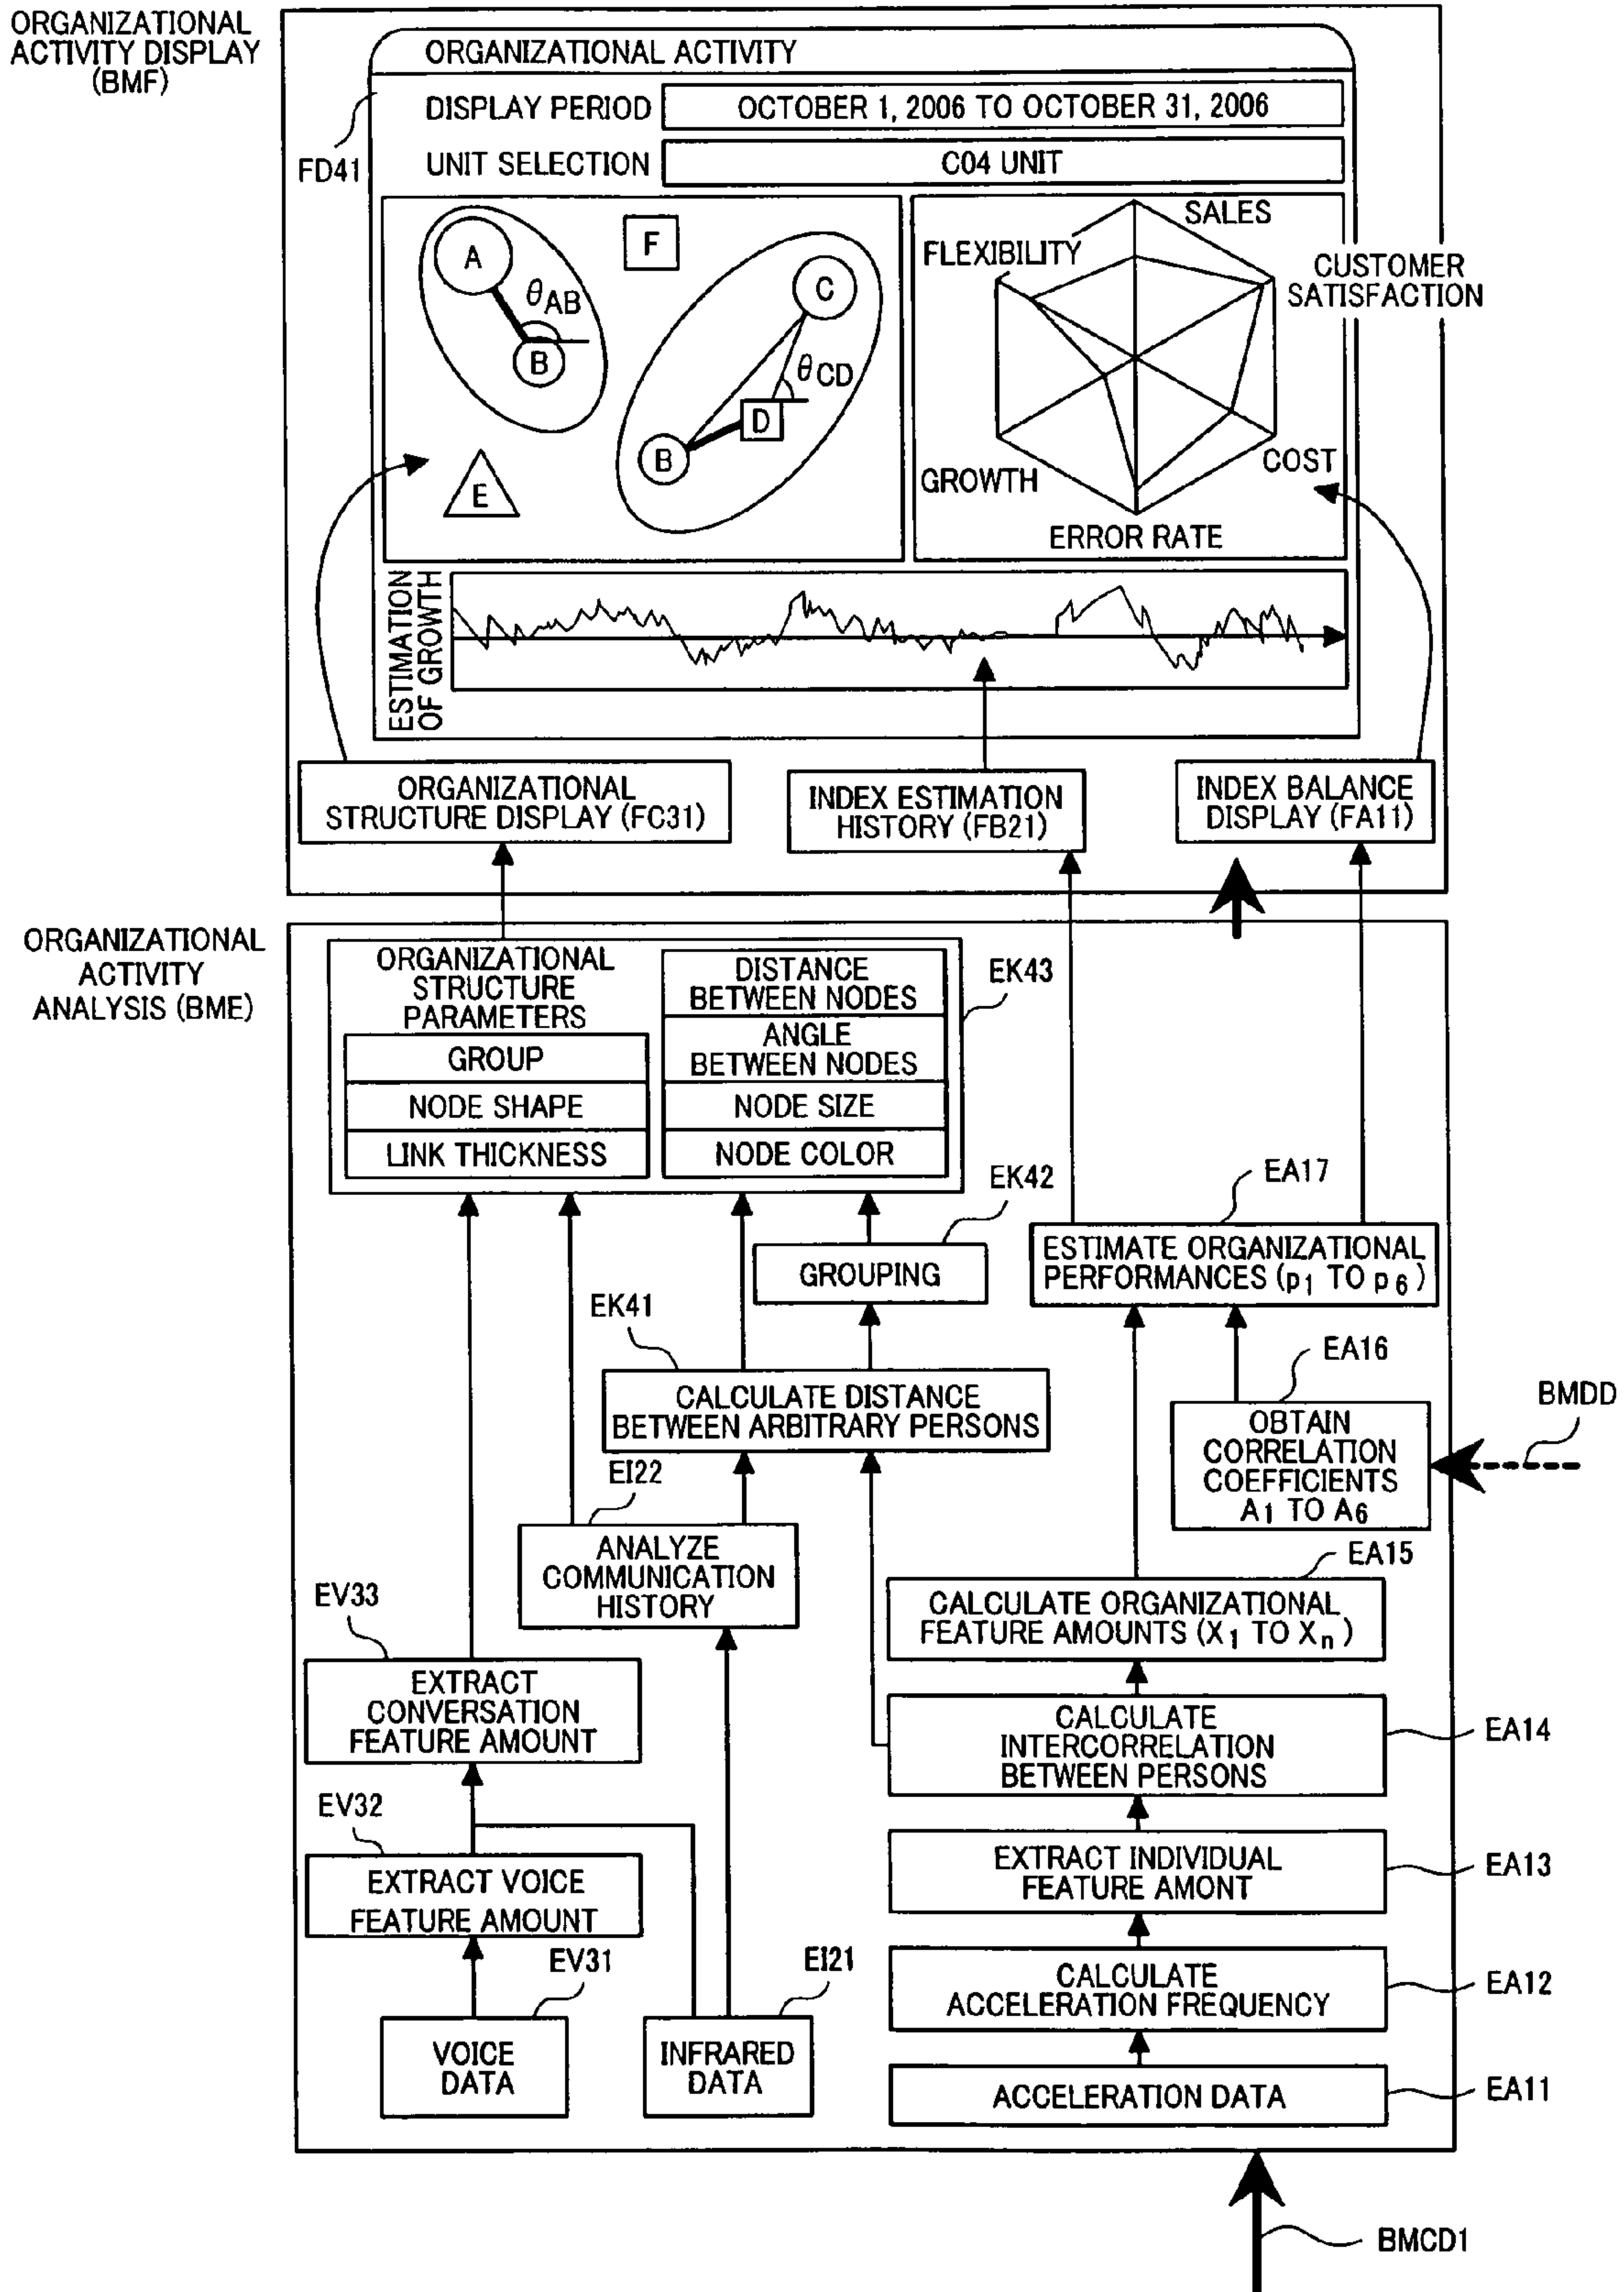 ORGANIZATIONAL
ACTIVITY DISPLAY
(BMF)
ORGANIZATIONAL ACTIVITY
DISPLAY PERIOD
OCTOBER 1, 2006 TO OCTOBER 31, 2006
FD41
UNIT SELECTION
C04 UNIT
A
θAB
B
F
C
θCD
D
B
E
SALES
FLEXIBILITY
CUSTOMER
SATISFACTION
COST
GROWTH
ERROR RATE
ESTIMATION
OF GROWTH
ORGANIZATIONAL
STRUCTURE DISPLAY (FC31)
INDEX ESTIMATION
HISTORY (FB21)
INDEX BALANCE
DISPLAY (FA11)
ORGANIZATIONAL
ACTIVITY
ANALYSIS (BME)
ORGANIZATIONAL
STRUCTURE
PARAMETERS
GROUP
NODE SHAPE
LINK THICKNESS
DISTANCE
BETWEEN NODES
ANGLE
BETWEEN NODES
NODE SIZE
NODE COLOR
EK43
EK42
GROUPING
EA17
ESTIMATE ORGANIZATIONAL
PERFORMANCES (p1 TO p6)
EK41
CALCULATE DISTANCE
BETWEEN ARBITRARY PERSONS
EA16
OBTAIN
CORRELATION
COEFFICIENTS
A1 TO A6
BMDD
EI22
ANALYZE
COMMUNICATION
HISTORY
EA15
CALCULATE ORGANIZATIONAL
FEATURE AMOUNTS (X1 TO Xn)
EV33
EXTRACT
CONVERSATION
FEATURE AMOUNT
CALCULATE
INTERCORRELATION
BETWEEN PERSONS
EA14
EV32
EXTRACT VOICE
FEATURE AMOUNT
EXTRACT INDIVIDUAL
FEATURE AMONT
EA13
EV31
VOICE
DATA
EI21
INFRARED
DATA
CALCULATE
ACCELERATION FREQUENCY
EA12
ACCELERATION DATA
EA11
BMCD1